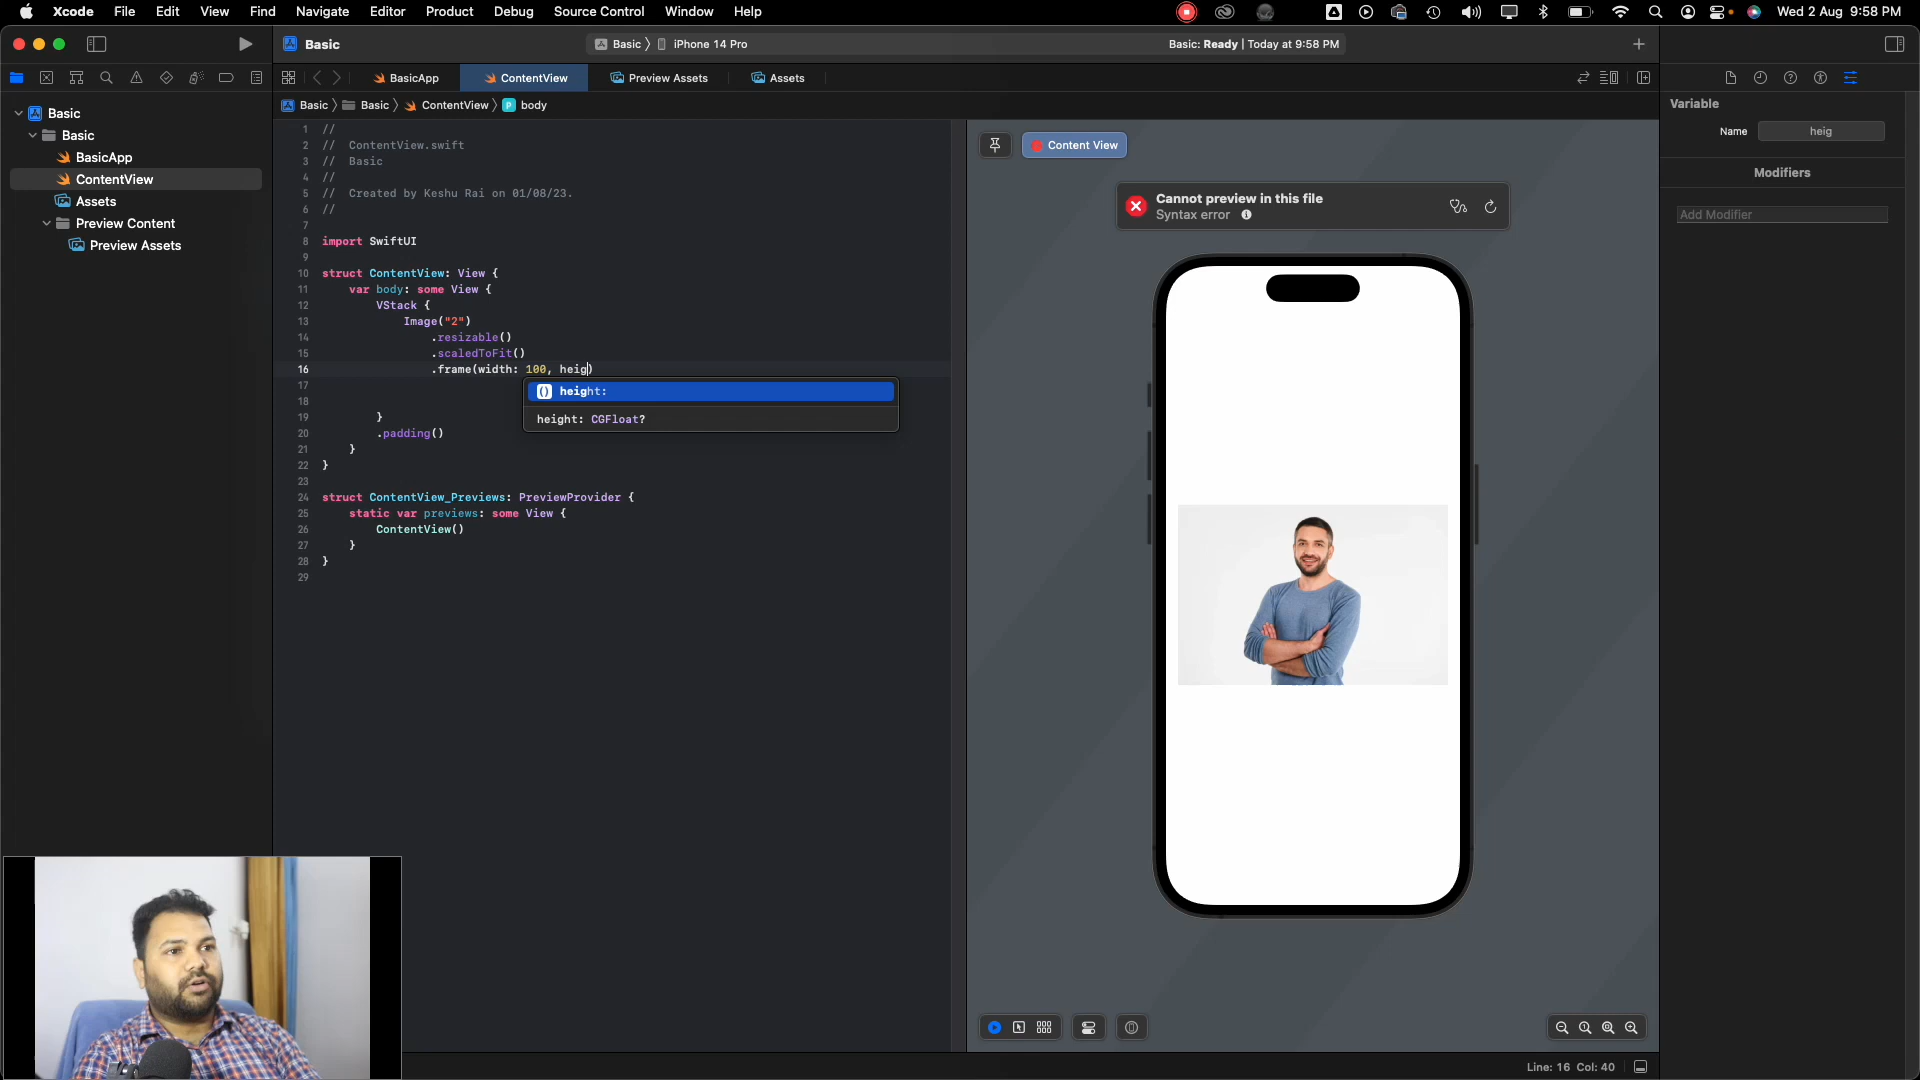 Xcode File Edit View Find Navigate Editor Product Debug Source Control Window Help Wed 2 Aug 9:58 PM
Basic Basic iPhone 14 Pro Basic: Ready | Today at 9:58 PM
BasicApp ContentView Preview Assets Assets
Basic Basic ContentView body
Basic
Basic
BasicApp
ContentView
Assets
Preview Content
Preview Assets
1 //
2 // ContentView.swift
3 // Basic
4 //
5 // Created by Keshu Rai on 01/08/23.
6 //
7
8 import SwiftUI
9
10 struct ContentView: View {
11 var body: some View {
12 VStack {
13 Image("2")
14 .resizable()
15 .scaledToFit()
16 .frame(width: 100, heig)
17
18
19 }
20 .padding()
21 }
22 }
23
24 struct ContentView_Previews: PreviewProvider {
25 static var previews: some View {
26 ContentView()
27 }
28 }
29
height:
height: CGFloat?
Content View
Cannot preview in this file
Syntax error
Variable
Name heig
Modifiers
Add Modifier
Line: 16 Col: 40